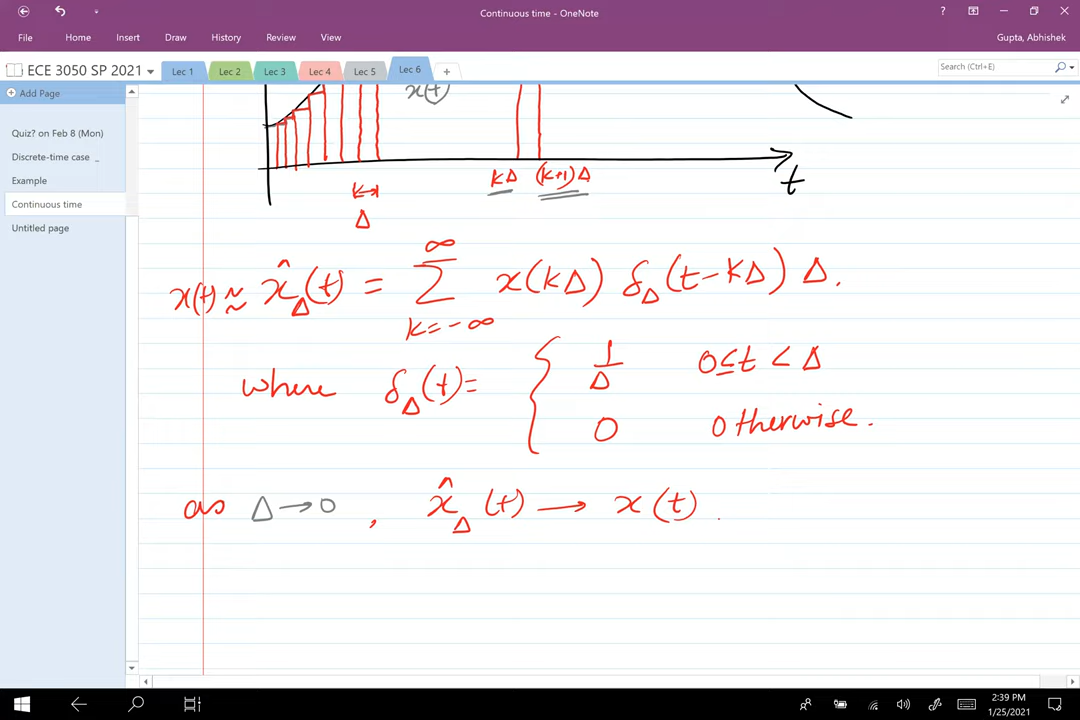 Continuous time - OneNote
?
File Home Insert Draw History Review View
Gupta, Abhishek
ECE 3050 SP 2021
Lec 1 Lec 2 Lec 3 Lec 4 Lec 5 Lec 6 +
Search (Ctrl+E)
Add Page
Quiz? on Feb 8 (Mon)
Discrete-time case _
Example
Continuous time
Untitled page
x(t)
kΔ (k+1)Δ
t
Δ
x(t) ≈ x̂_Δ(t) = ∑_{k=-∞}^{∞} x(kΔ) δ_Δ(t-kΔ) Δ.
where δ_Δ(t) = { 1/Δ 0≤t<Δ
0 otherwise.
as Δ→0, x̂_Δ(t) → x(t).
2:39 PM
1/25/2021